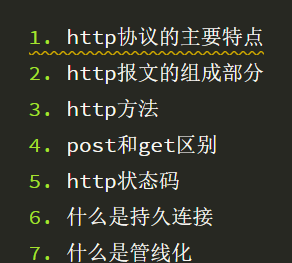 1. http协议的主要特点
2. http报文的组成部分
3. http方法
4. post和get区别
5. http状态码
6. 什么是持久连接
7. 什么是管线化